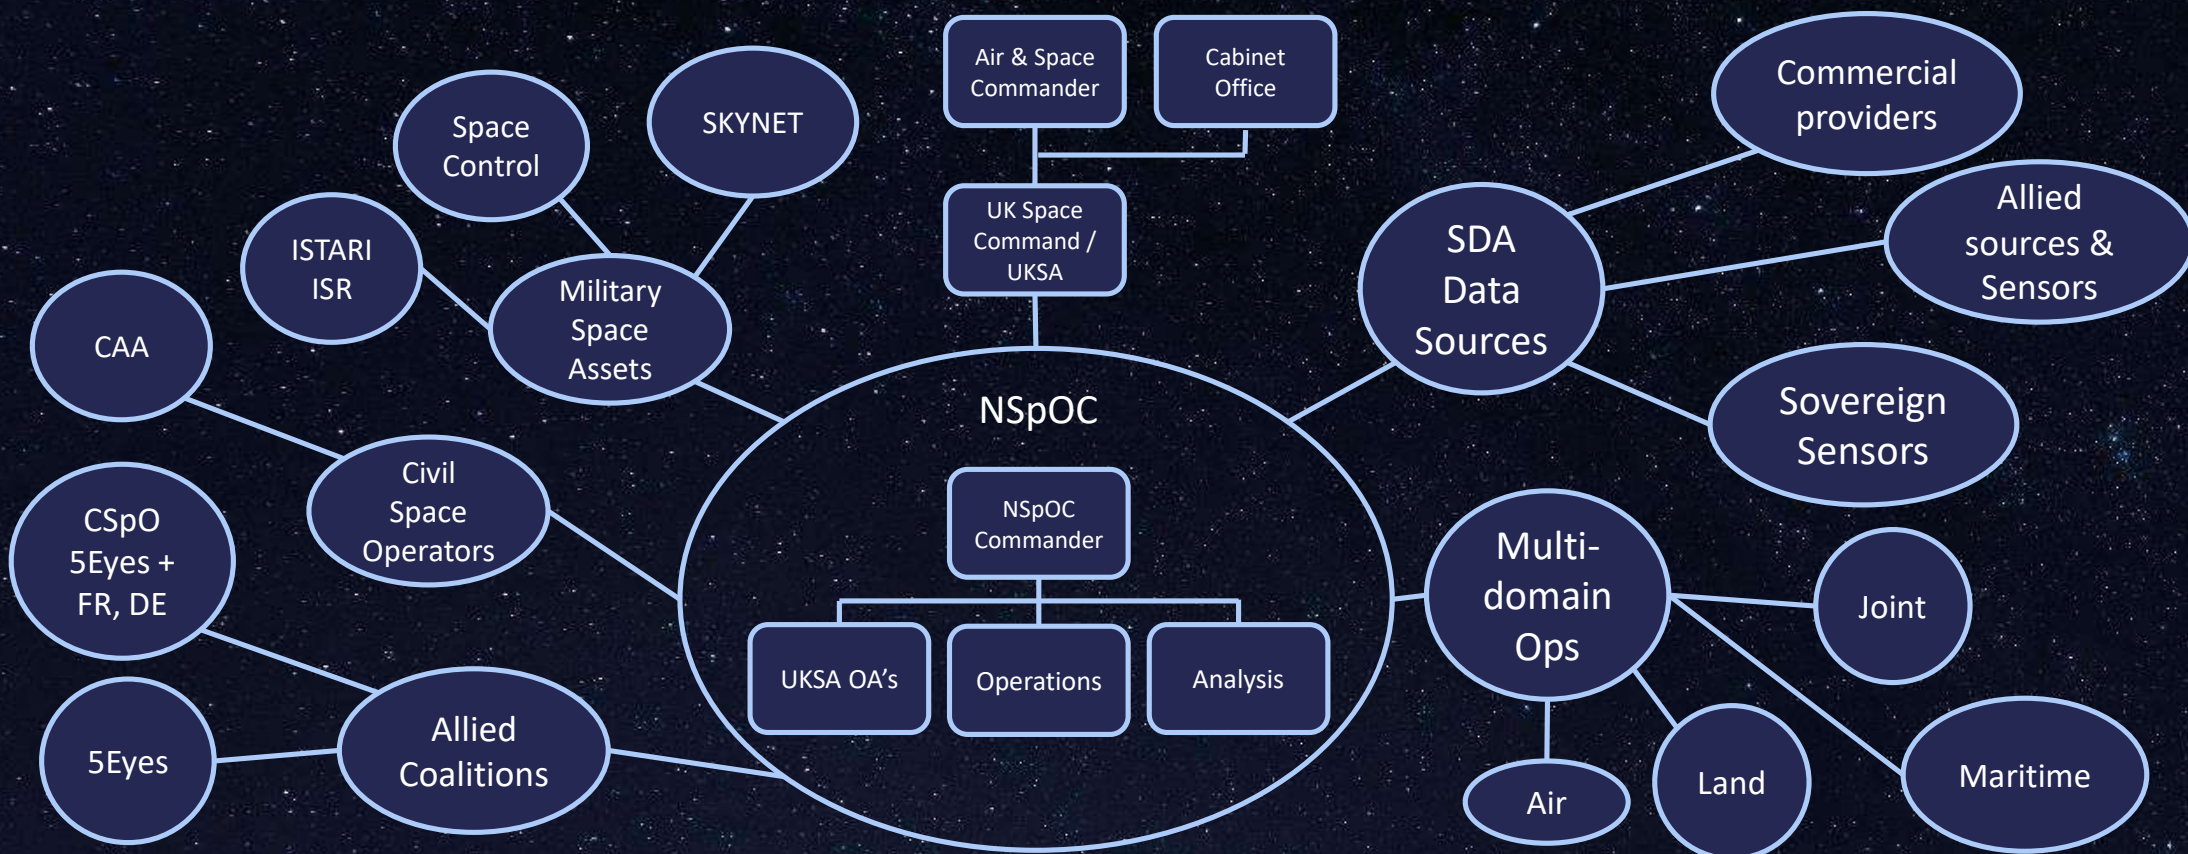 Air & Space
Commander
Cabinet
Office
UK Space
Command /
UKSA
SKYNET
Space
Control
ISTARI
ISR
Military
Space
Assets
CAA
Civil
Space
Operators
CSpO
5Eyes +
FR, DE
5Eyes
Allied
Coalitions
NSpOC
NSpOC
Commander
UKSA OA's
Operations
Analysis
SDA
Data
Sources
Commercial
providers
Allied
sources &
Sensors
Sovereign
Sensors
Multi-
domain
Ops
Joint
Maritime
Land
Air